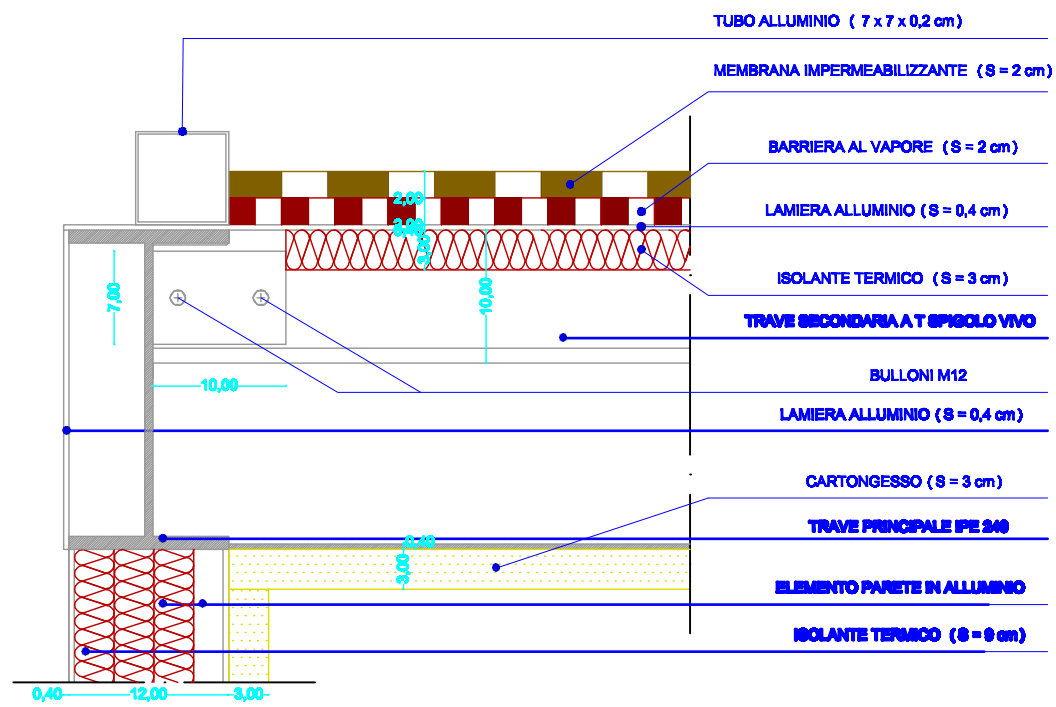 TUBO ALLUMINIO ( 7 x 7 x 0,2 cm )
MEMBRANA IMPERMEABILIZZANTE ( S = 2 cm )
BARRIERA AL VAPORE ( S = 2 cm )
2,00
LAMIERA ALLUMINIO ( S = 0,4 cm )
3,00
ISOLANTE TERMICO ( S = 3 cm )
7,00
10,00
TRAVE SECONDARIA A T SPIGOLO VIVO
BULLONI M12
10,00
LAMIERA ALLUMINIO ( S = 0,4 cm )
CARTONGESSO ( S = 3 cm )
TRAVE PRINCIPALE IPE 240
0,40
3,00
ELEMENTO PARETE IN ALLUMINIO
ISOLANTE TERMICO ( S = 9 cm )
0,40 12,00 3,00